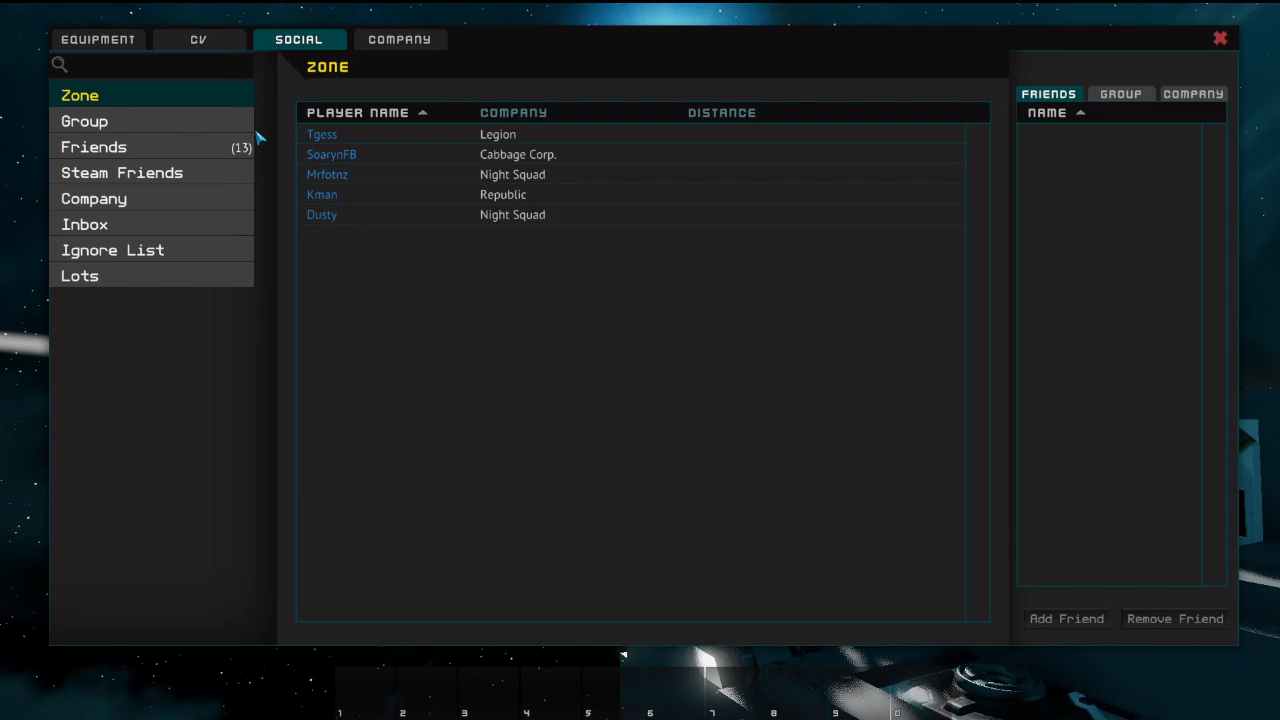 EQUIPMENT CV SOCIAL COMPANY
ZONE
Zone
Group
Friends (13)
Steam Friends
Company
Inbox
Ignore List
Lots
PLAYER NAME COMPANY DISTANCE
Tgess Legion
SoarynFB Cabbage Corp.
Mrfotnz Night Squad
Kman Republic
Dusty Night Squad
FRIENDS GROUP COMPANY
NAME
Add Friend Remove Friend
1 2 3 4 5 6 7 8 9 0